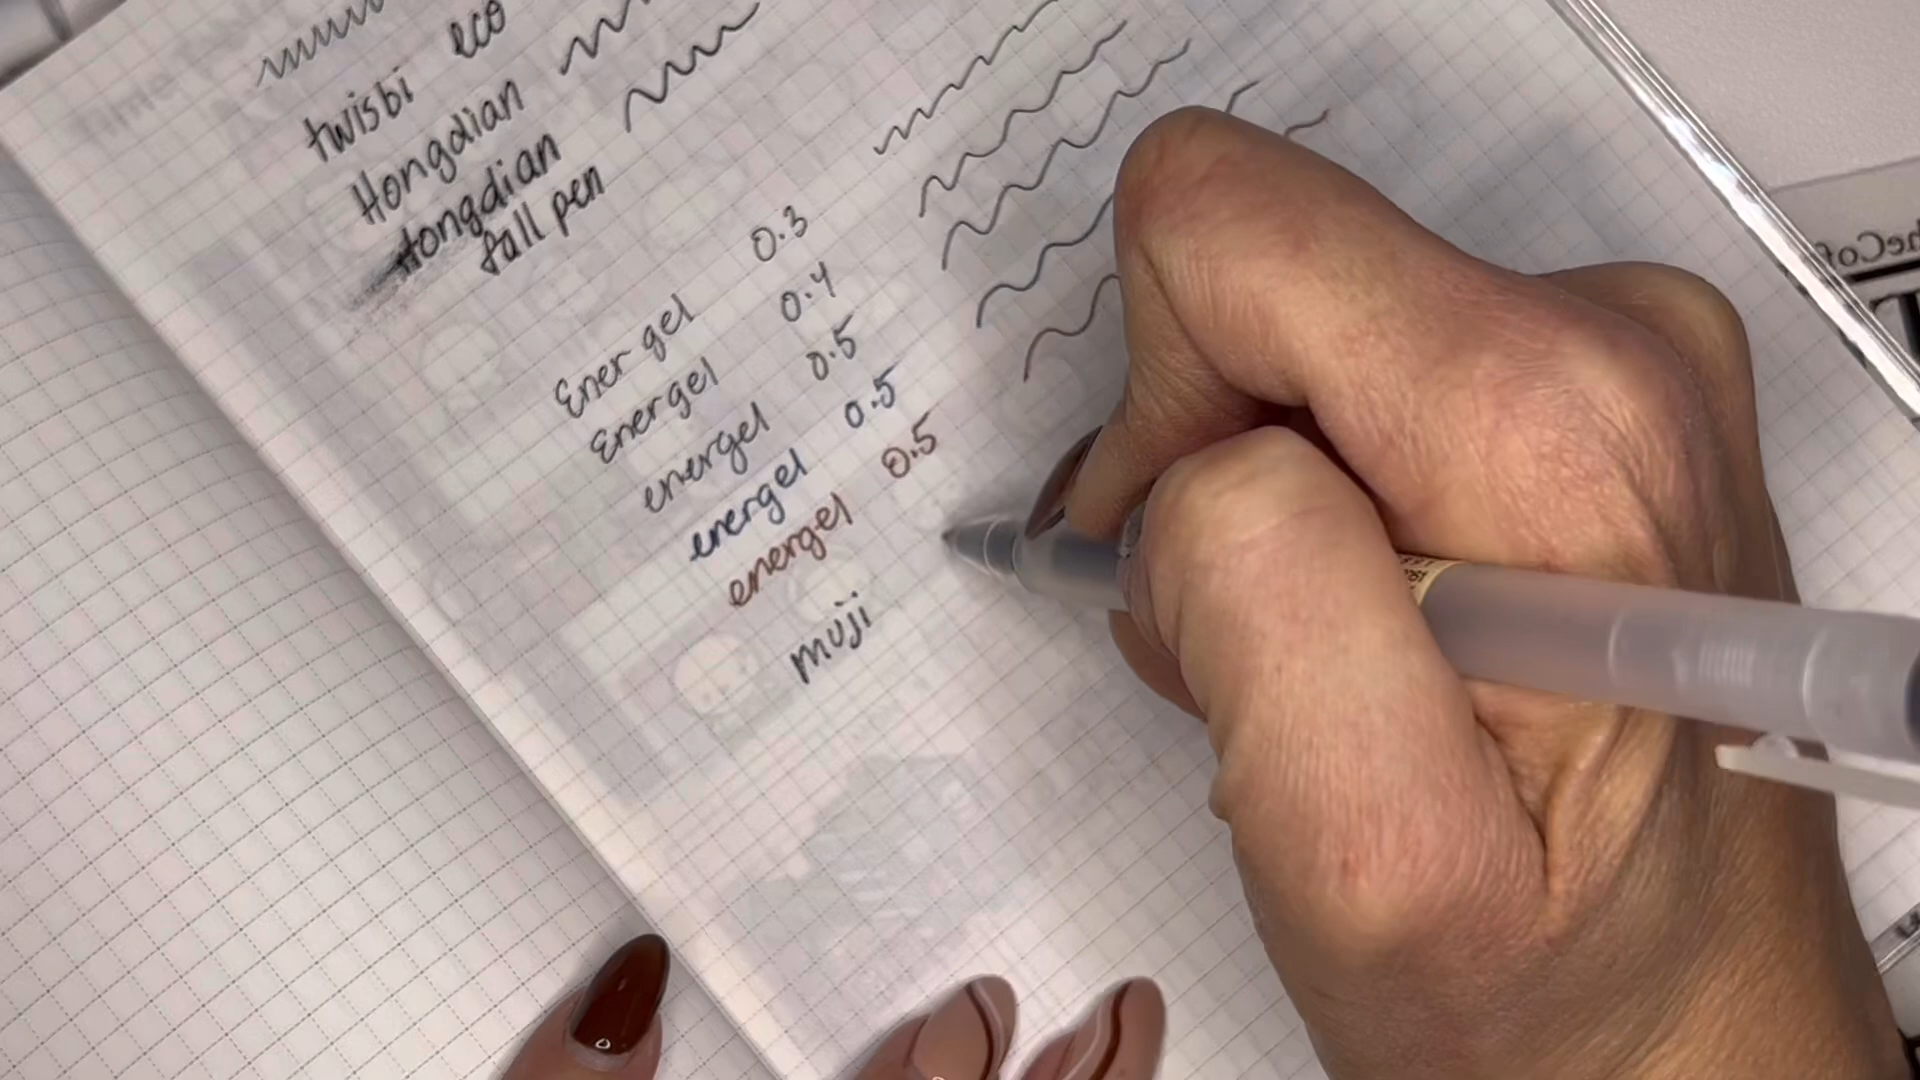 twisbi eco
Hongdian
Hongdian
fall pen
Energel 0.3
Energel 0.4
energel 0.5
energel 0.5
energel 0.5
muji